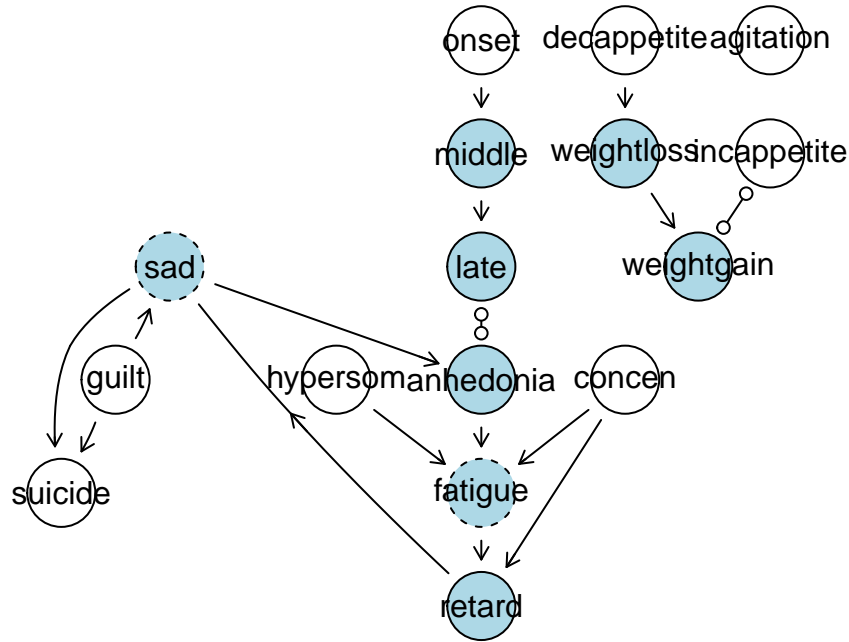 onset
decappetite
agitation
middle
weightloss
incappetite
sad
late
weightgain
guilt
hypersom
anhedonia
concen
suicide
fatigue
retard